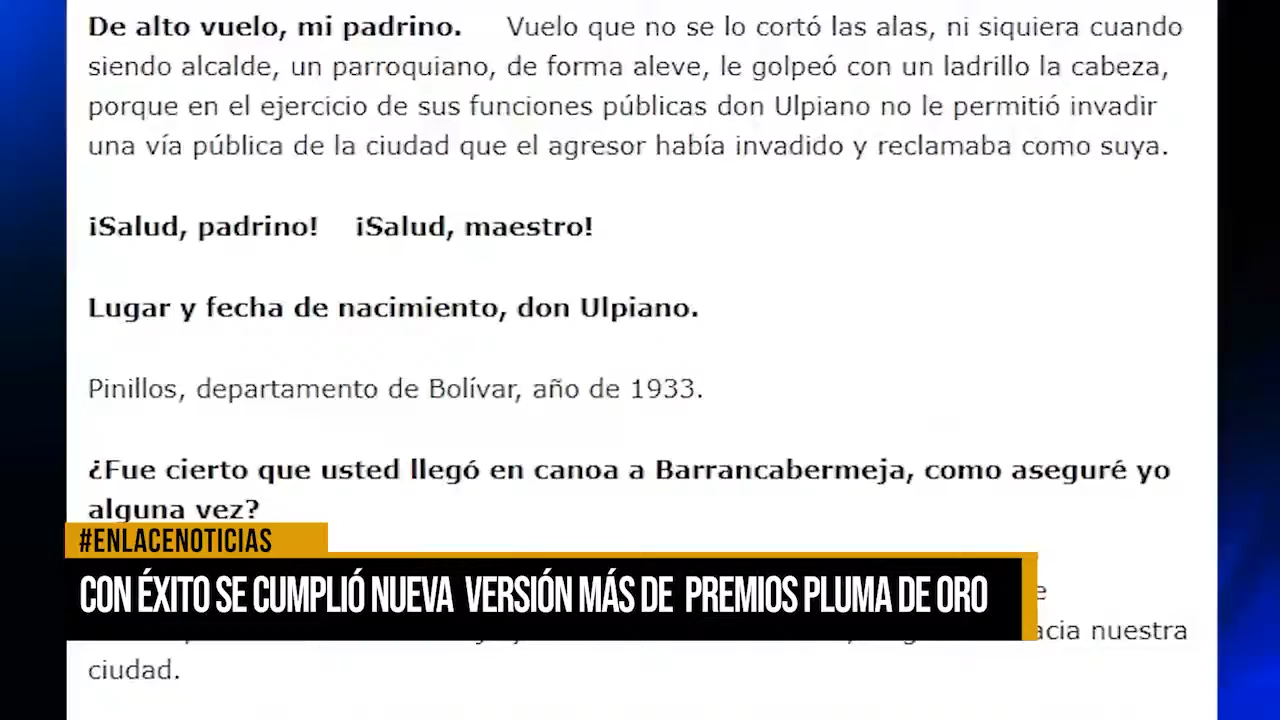 De alto vuelo, mi padrino. Vuelo que no se lo cortó las alas, ni siquiera cuando
siendo alcalde, un parroquiano, de forma aleve, le golpeó con un ladrillo la cabeza,
porque en el ejercicio de sus funciones públicas don Ulpiano no le permitió invadir
una vía pública de la ciudad que el agresor había invadido y reclamaba como suya.
¡Salud, padrino! ¡Salud, maestro!
Lugar y fecha de nacimiento, don Ulpiano.
Pinillos, departamento de Bolívar, año de 1933.
¿Fue cierto que usted llegó en canoa a Barrancabermeja, como aseguré yo
alguna vez?
#ENLACENOTICIAS
CON ÉXITO SE CUMPLIÓ NUEVA VERSIÓN MÁS DE PREMIOS PLUMA DE ORO
nuestra
ciudad.